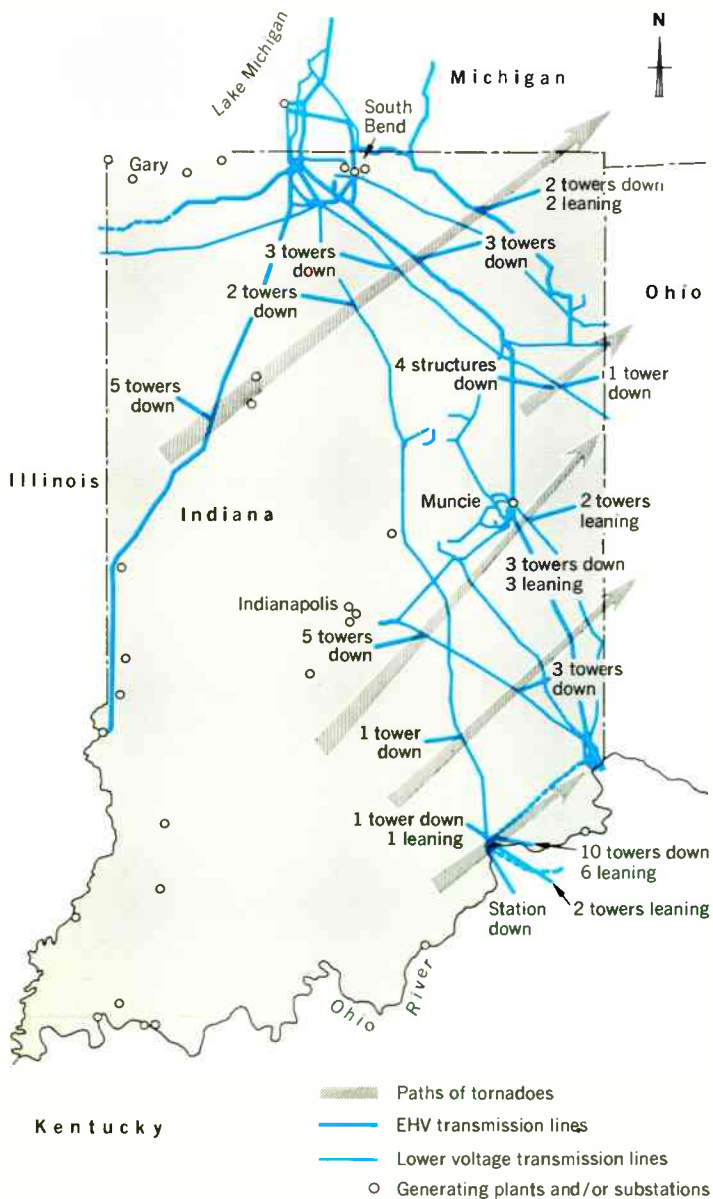 N
Lake Michigan
Michigan
South
Bend
Gary
2 towers down
2 leaning
3 towers
down
3 towers
down
2 towers
down
Ohio
4 structures
down
1 tower
down
5 towers
down
Illinois
Indiana
Muncie
2 towers
leaning
3 towers down
3 leaning
Indianapolis
5 towers
down
3 towers
down
1 tower
down
1 tower down
1 leaning
10 towers down
6 leaning
Station
down
2 towers leaning
Ohio River
Paths of tornadoes
Kentucky
EHV transmission lines
Lower voltage transmission lines
Generating plants and/or substations